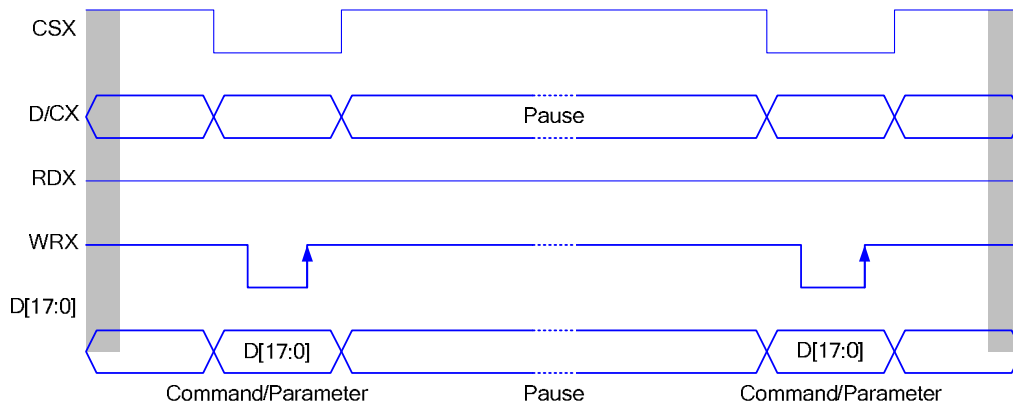 CSX
D/CX
Pause
RDX
WRX
D[17:0]
D[17:0] D[17:0]
Command/Parameter Pause Command/Parameter